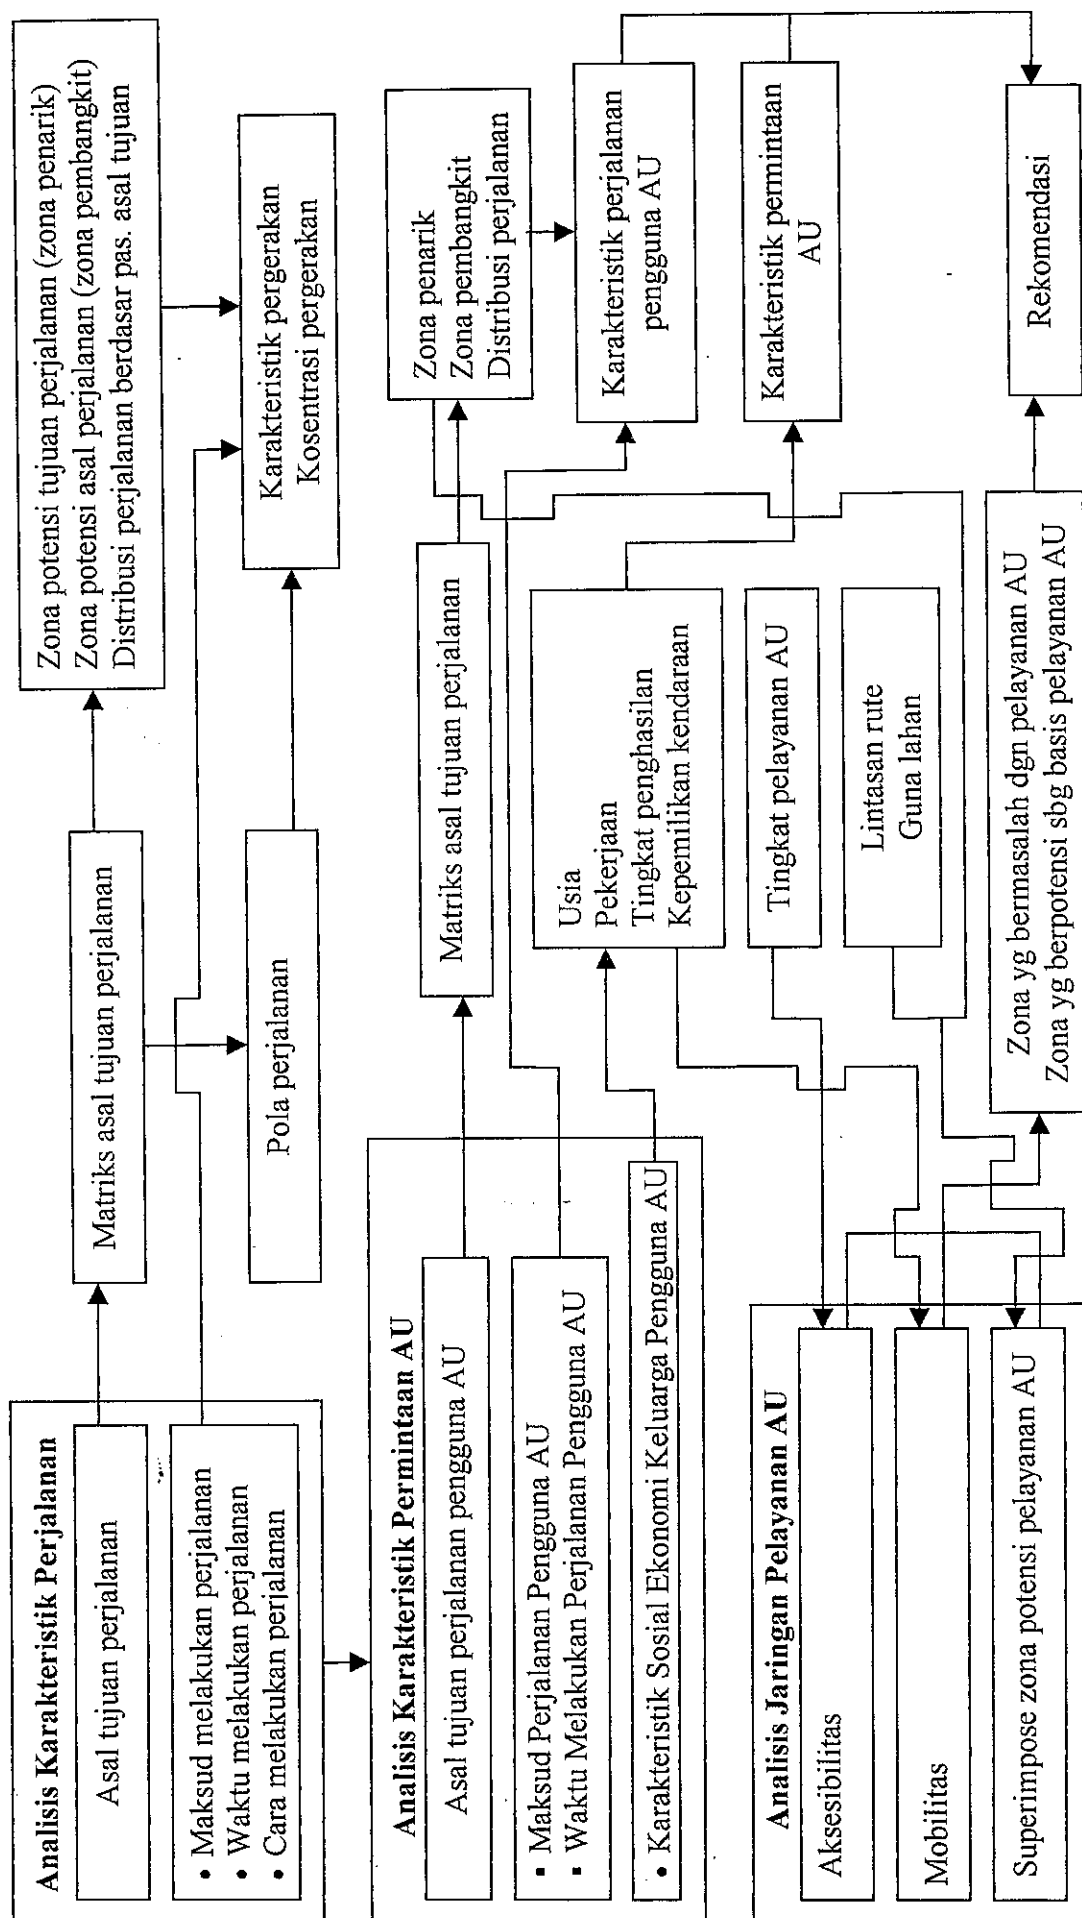 Analisis Karakteristik Perjalanan
Asal tujuan perjalanan
• Maksud melakukan perjalanan
• Waktu melakukan perjalanan
• Cara melakukan perjalanan
Matriks asal tujuan perjalanan
Pola perjalanan
Zona potensi tujuan perjalanan (zona penarik)
Zona potensi asal perjalanan (zona pembangkit)
Distribusi perjalanan berdasar pas. asal tujuan
Karakteristik pergerakan
Kosentrasi pergerakan
Analisis Karakteristik Permintaan AU
Asal tujuan perjalanan pengguna AU
▪ Maksud Perjalanan Pengguna AU
▪ Waktu Melakukan Perjalanan Pengguna AU
• Karakteristik Sosial Ekonomi Keluarga Pengguna AU
Matriks asal tujuan perjalanan
Usia
Pekerjaan
Tingkat penghasilan
Kepemilikan kendaraan
Tingkat pelayanan AU
Lintasan rute
Guna lahan
Zona penarik
Zona pembangkit
Distribusi perjalanan
Karakteristik perjalanan
pengguna AU
Karakteristik permintaan
AU
Analisis Jaringan Pelayanan AU
Aksesibilitas
Mobilitas
Superimpose zona potensi pelayanan AU
Zona yg bermasalah dgn pelayanan AU
Zona yg berpotensi sbg basis pelayanan AU
Rekomendasi